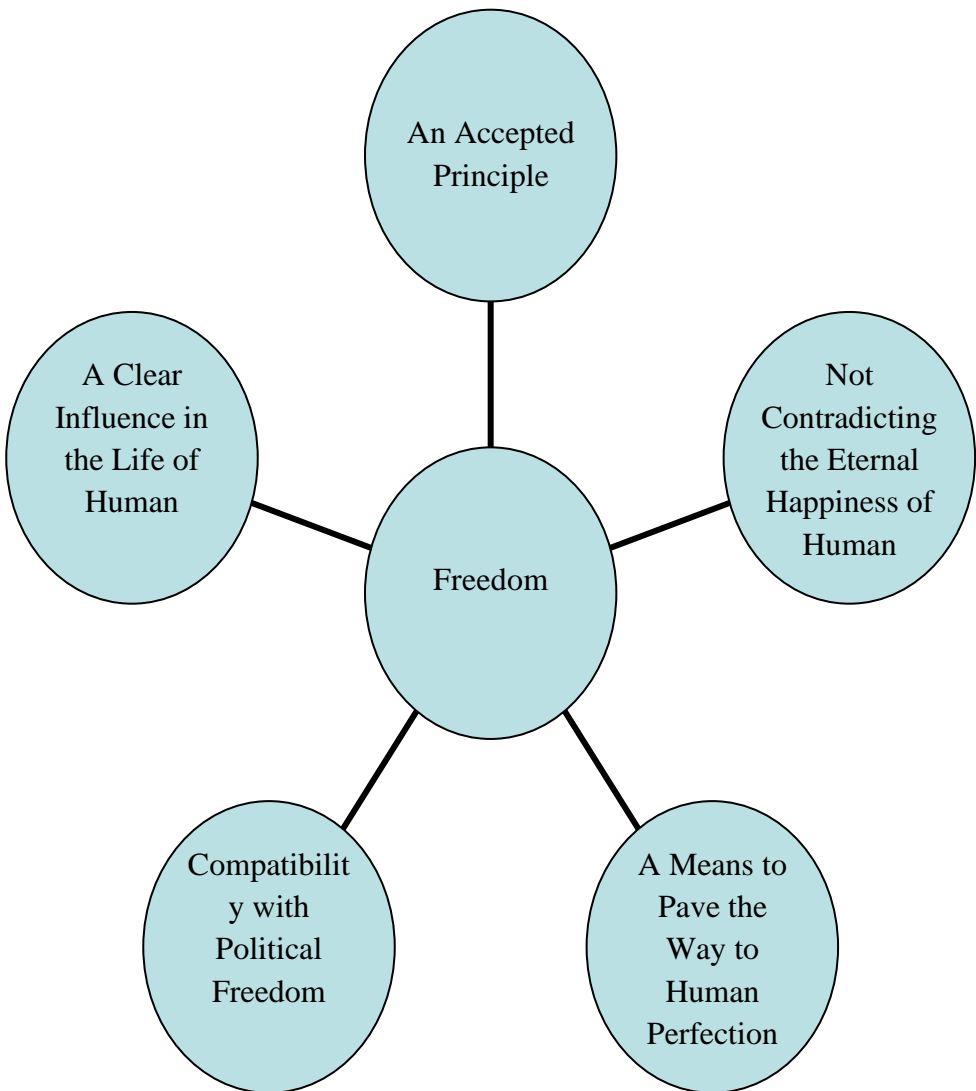 An Accepted
Principle
A Clear
Influence in
the Life of
Human
Not
Contradicting
the Eternal
Happiness of
Human
Freedom
Compatibilit
y with
Political
Freedom
A Means to
Pave the
Way to
Human
Perfection